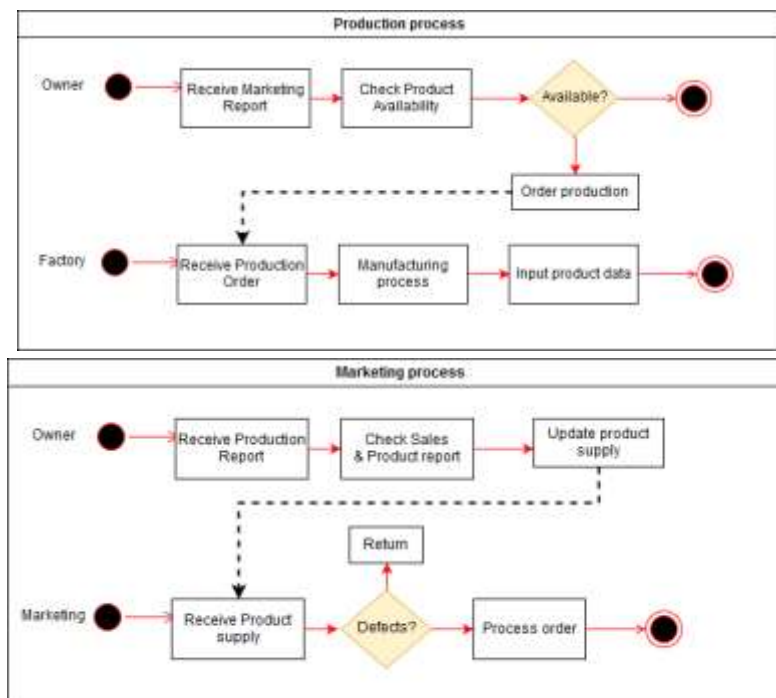 Production process
Owner
Receive Marketing
Report
Check Product
Availability
Available?
Order production
Factory
Receive Production
Order
Manufacturing
process
Input product data
Marketing process
Owner
Receive Production
Report
Check Sales
& Product report
Update product
supply
Return
Marketing
Receive Product
supply
Defects?
Process order